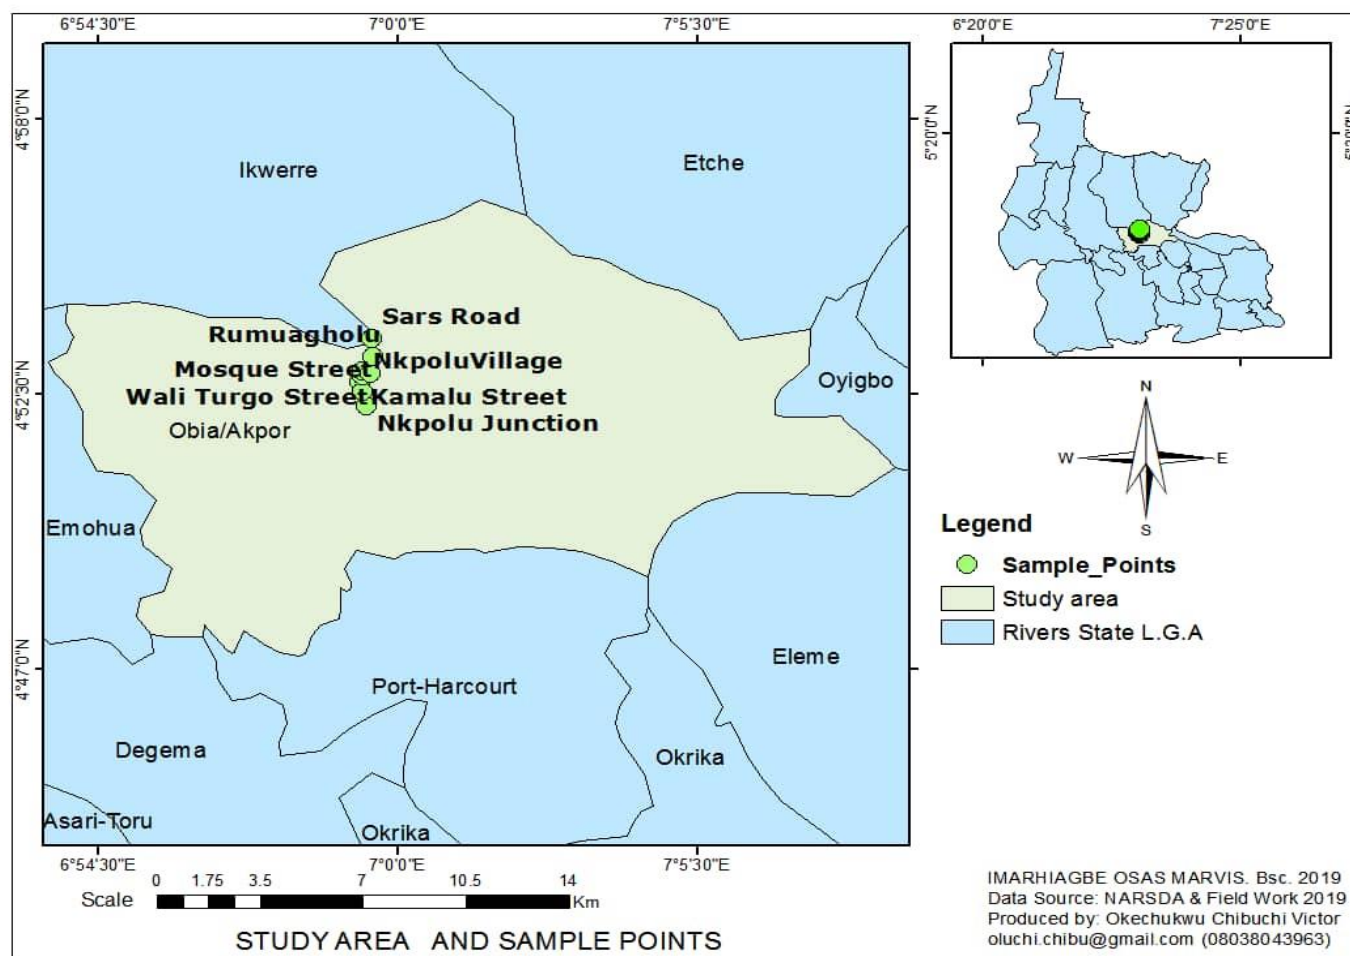 6°54'30"E
7°0'0"E
7°5'30"E
6°20'0"E
7°25'0"E
4°58'0"N
5°20'0"N
Ikwerre
Etche
Sars Road
Rumuagholu
NkpoluVillage
Mosque Street
Oyigbo
4°52'30"N
Wali Turgo Street
Kamalu Street
Nkpolu Junction
Obia/Akpor
N
W
E
S
Emohua
Legend
Sample_Points
Study area
Rivers State L.G.A
4°47'0"N
Eleme
Port-Harcourt
Degema
Okrika
Asari-Toru
Okrika
6°54'30"E
7°0'0"E
7°5'30"E
0 1.75 3.5 7 10.5 14
Scale
Km
STUDY AREA AND SAMPLE POINTS
IMARHIAGBE OSAS MARVIS. Bsc. 2019
Data Source: NARSDA & Field Work 2019
Produced by: Okechukwu Chibuchi Victor
oluchi.chibu@gmail.com (08038043963)